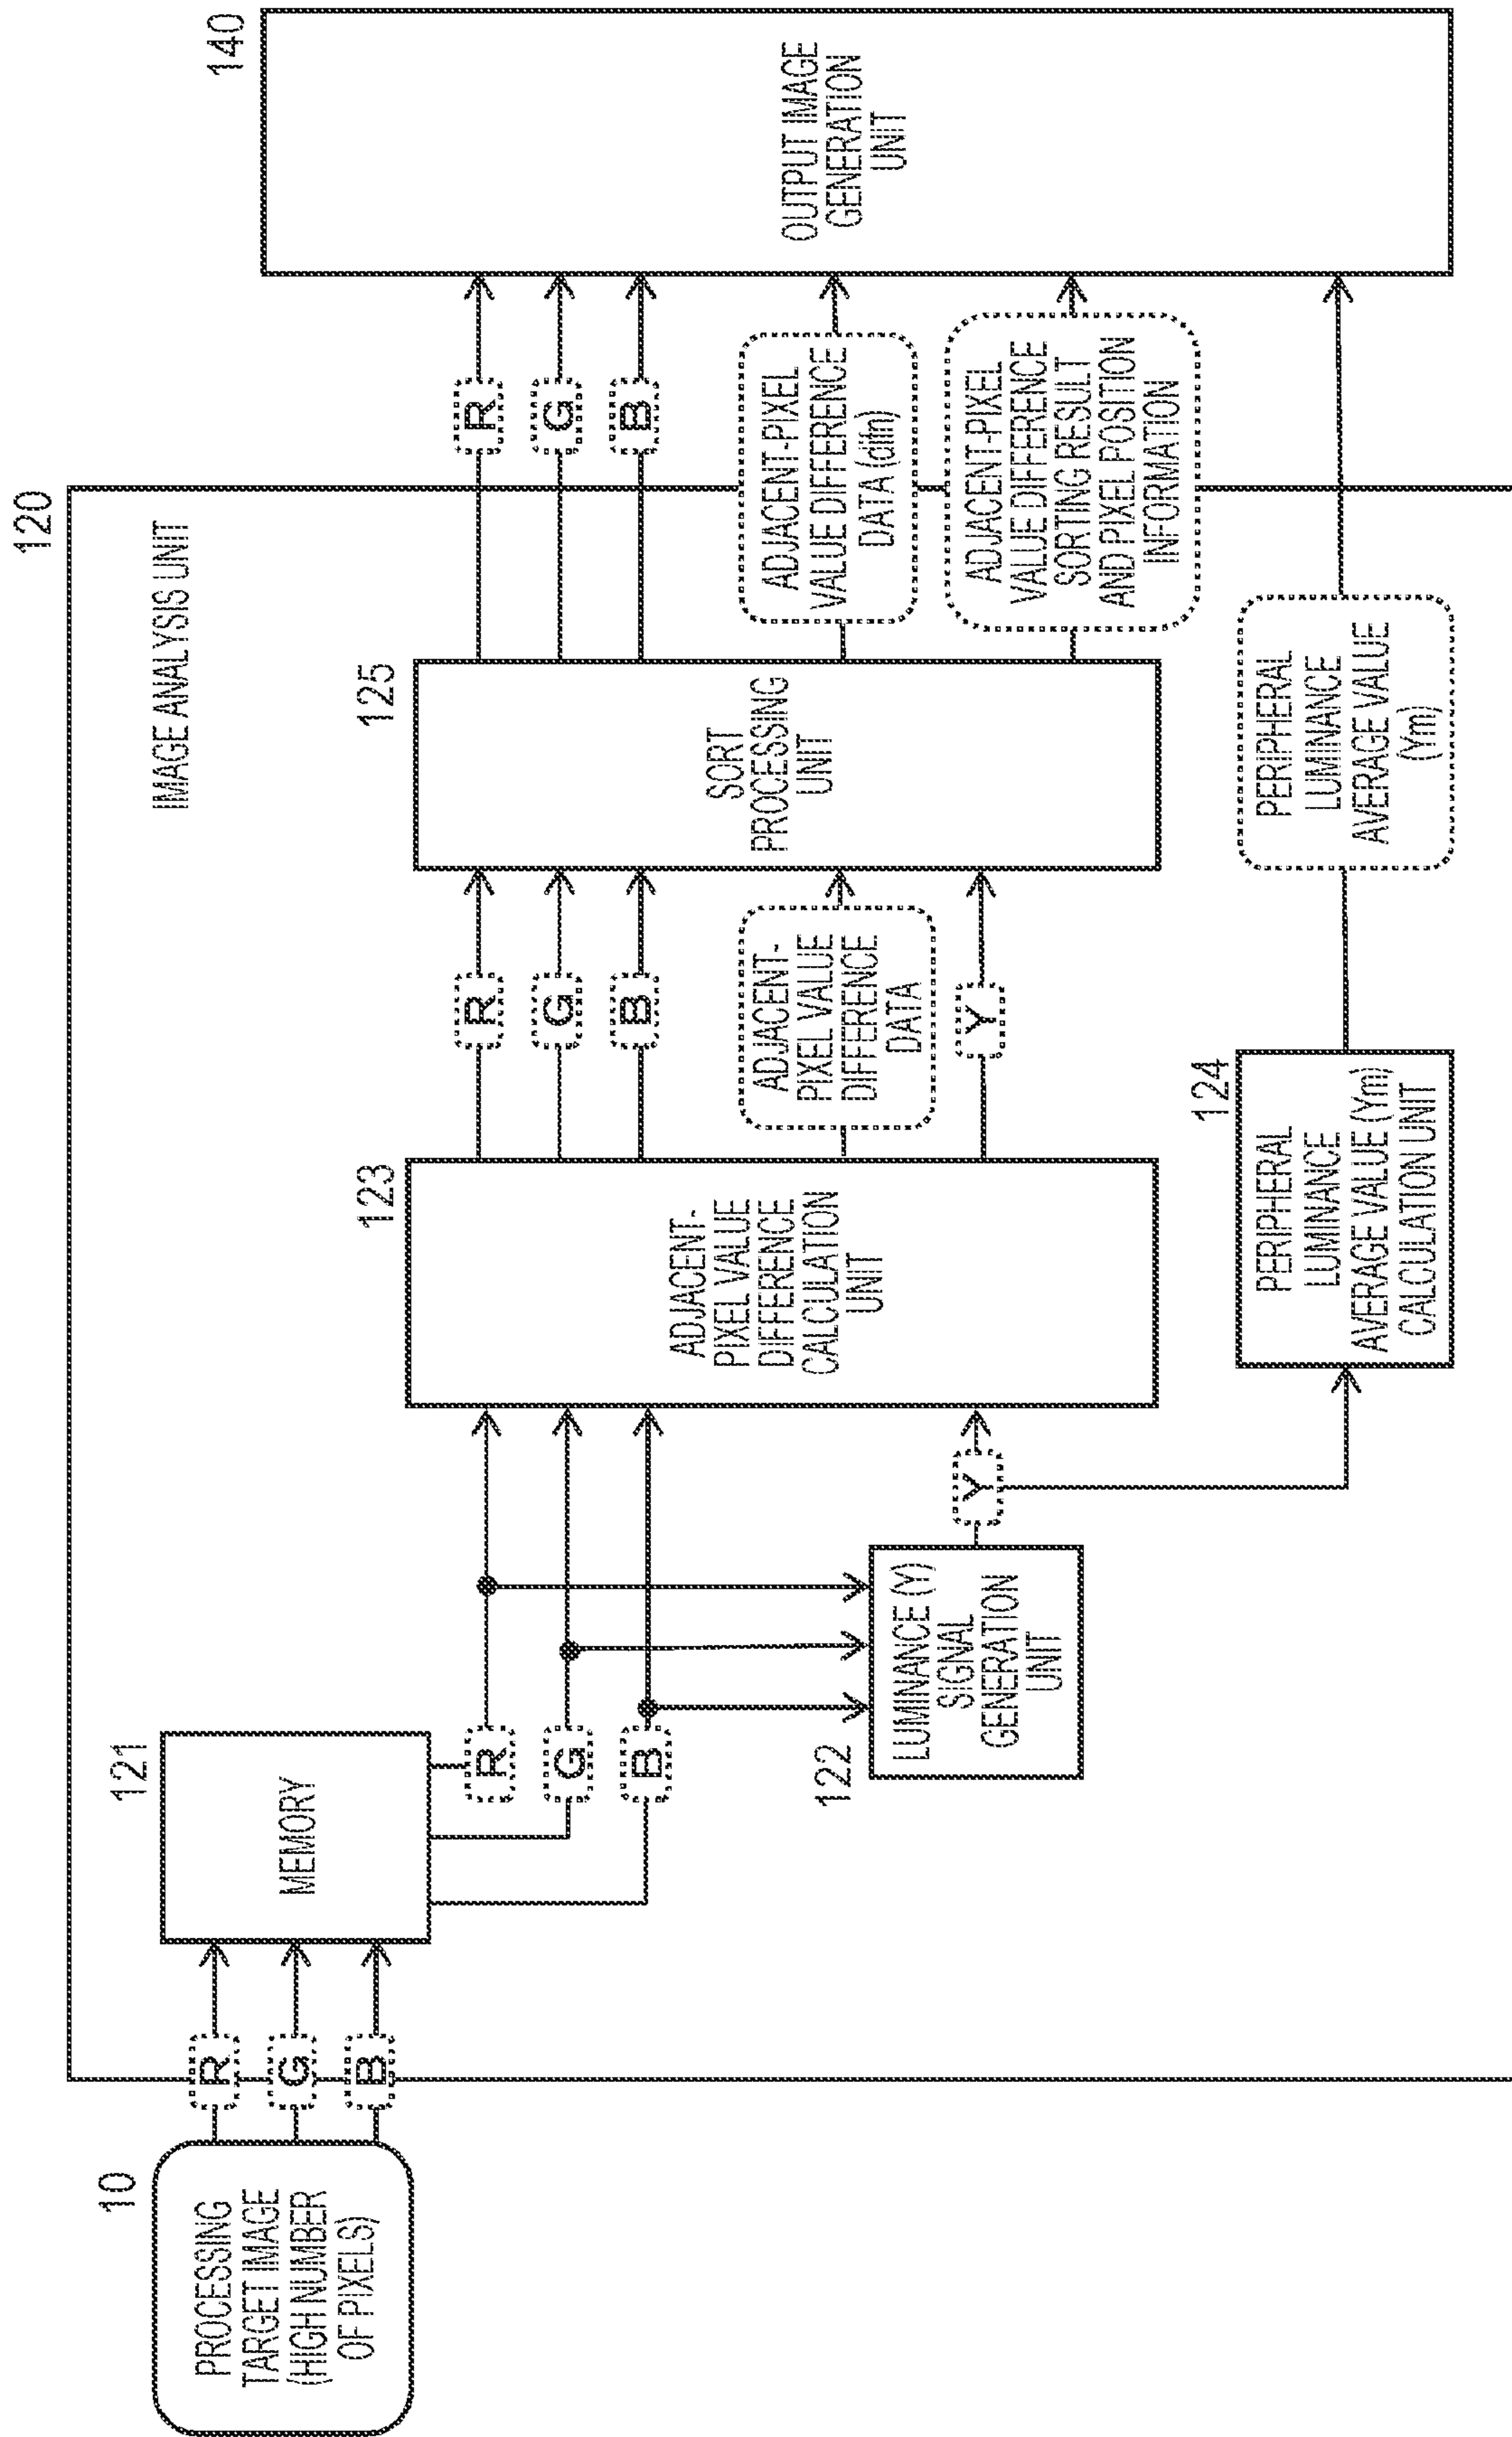 120
IMAGE ANALYSIS UNIT
10
PROCESSING
TARGET IMAGE
(HIGH NUMBER
OF PIXELS)
R
G
B
121
MEMORY
R
G
B
122
LUMINANCE (Y)
SIGNAL
GENERATION
UNIT
Y
123
ADJACENT-
PIXEL VALUE
DIFFERENCE
CALCULATION
UNIT
124
PERIPHERAL
LUMINANCE
AVERAGE VALUE (Ym)
CALCULATION UNIT
R
G
B
ADJACENT-
PIXEL VALUE
DIFFERENCE
DATA
Y
125
SORT
PROCESSING
UNIT
R
G
B
ADJACENT-PIXEL
VALUE DIFFERENCE
DATA (difn)
ADJACENT-PIXEL
VALUE DIFFERENCE
SORTING RESULT
AND PIXEL POSITION
INFORMATION
PERIPHERAL
LUMINANCE
AVERAGE VALUE
(Ym)
140
OUTPUT IMAGE
GENERATION
UNIT